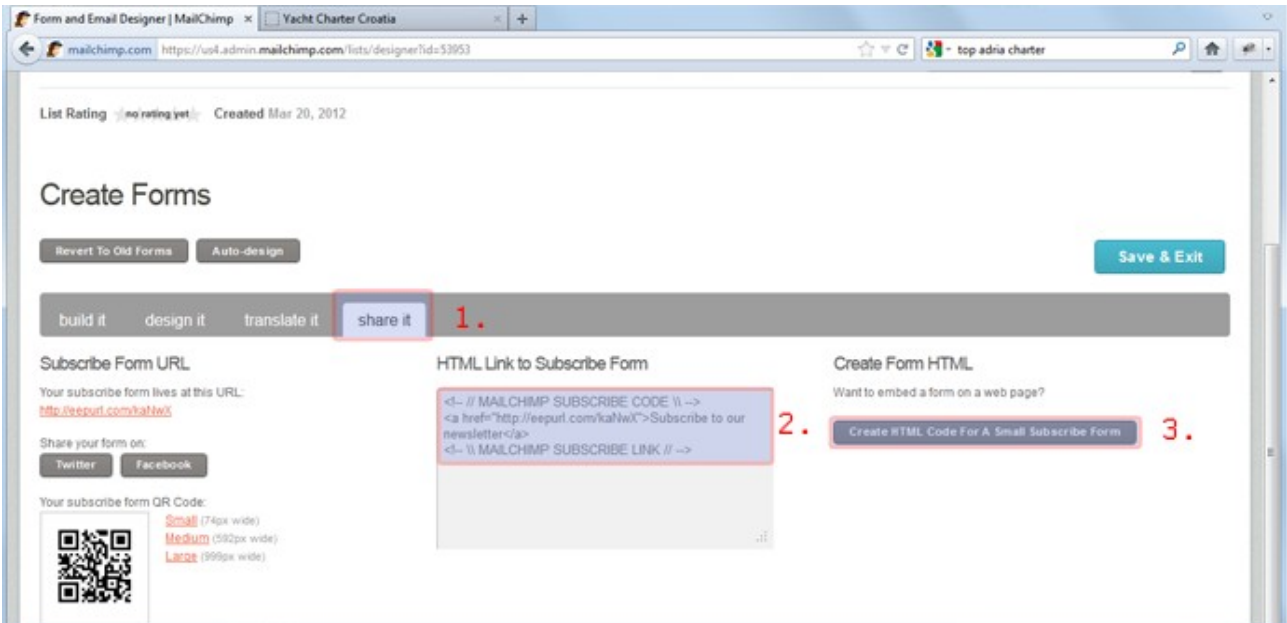 Form and Email Designer | MailChimp × Yacht Charter Croatia × +
mailchimp.com https://us4.admin.mailchimp.com/lists/designer?id=53953 top adria charter
List Rating no rating yet Created Mar 20, 2012
Create Forms
Revert To Old Forms Auto-design
Save & Exit
build it design it translate it share it 1.
Subscribe Form URL
Your subscribe form lives at this URL:
http://eepurl.com/kaNwX
Share your form on:
Twitter Facebook
Your subscribe form QR Code:
Small (74px wide)
Medium (592px wide)
Large (999px wide)
HTML Link to Subscribe Form
<!-- // MAILCHIMP SUBSCRIBE CODE \\ -->
<a href="http://eepurl.com/kaNwX">Subscribe to our
newsletter</a>
<!-- \\ MAILCHIMP SUBSCRIBE LINK // -->
2.
Create Form HTML
Want to embed a form on a web page?
Create HTML Code For A Small Subscribe Form 3.